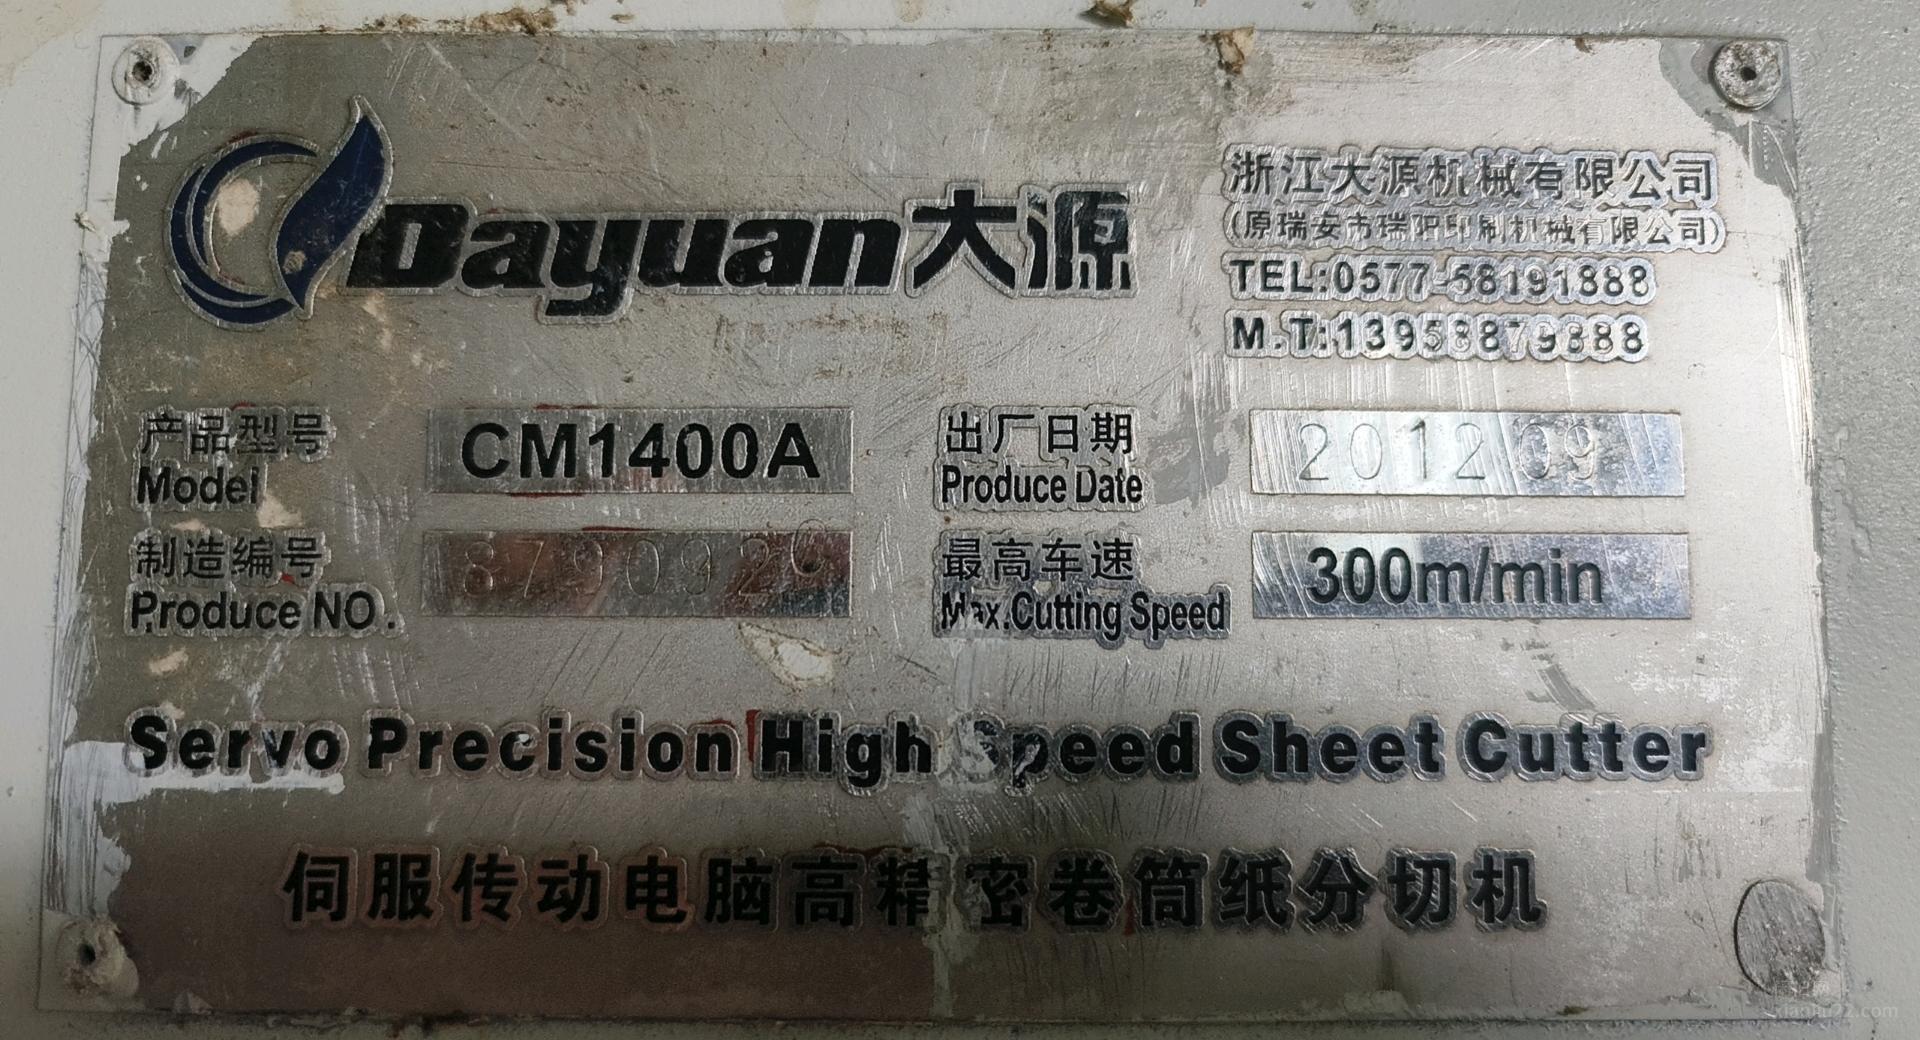 Dayuan大源
浙江大源机械有限公司
(原瑞安市瑞阳印刷机械有限公司)
TEL:0577-58191888
M.T:13958879888
产品型号 CM1400A
Model
出厂日期 201209
Produce Date
制造编号
Produce NO.
最高车速 300m/min
Max.Cutting Speed
Servo Precision High Speed Sheet Cutter
伺服传动电脑高精密卷筒纸分切机